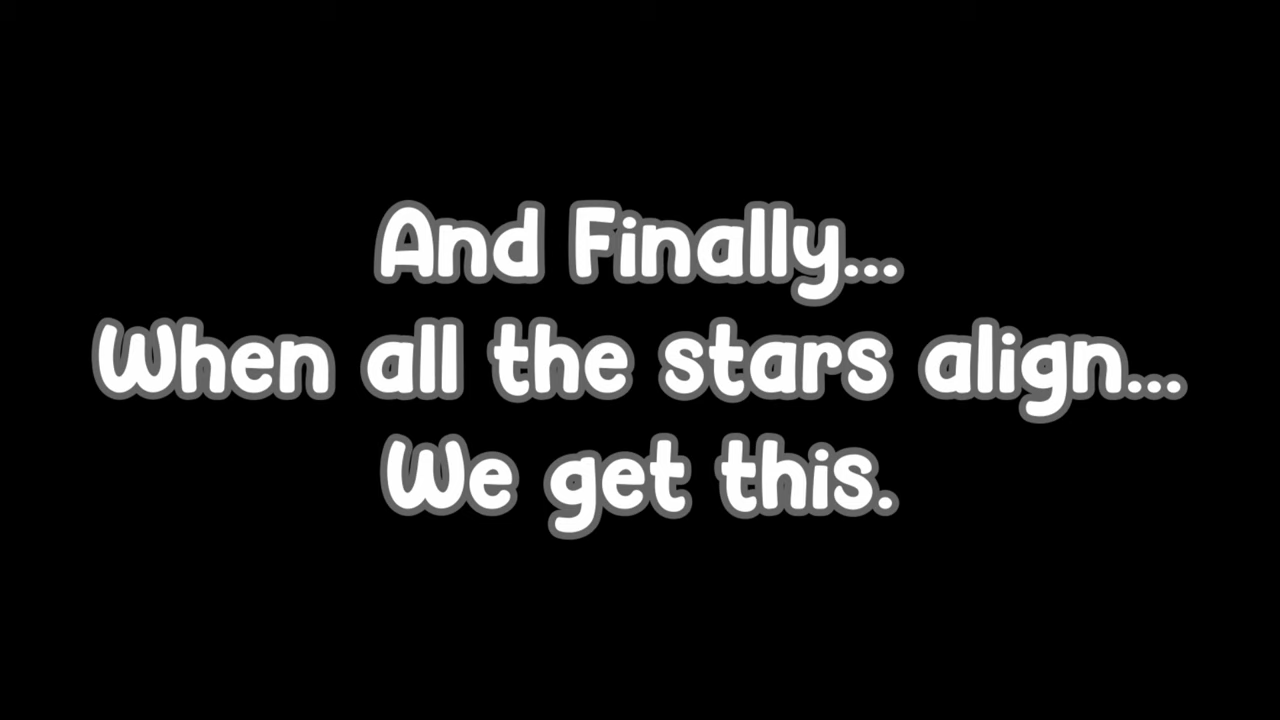 And Finally...
When all the stars align...
We get this.